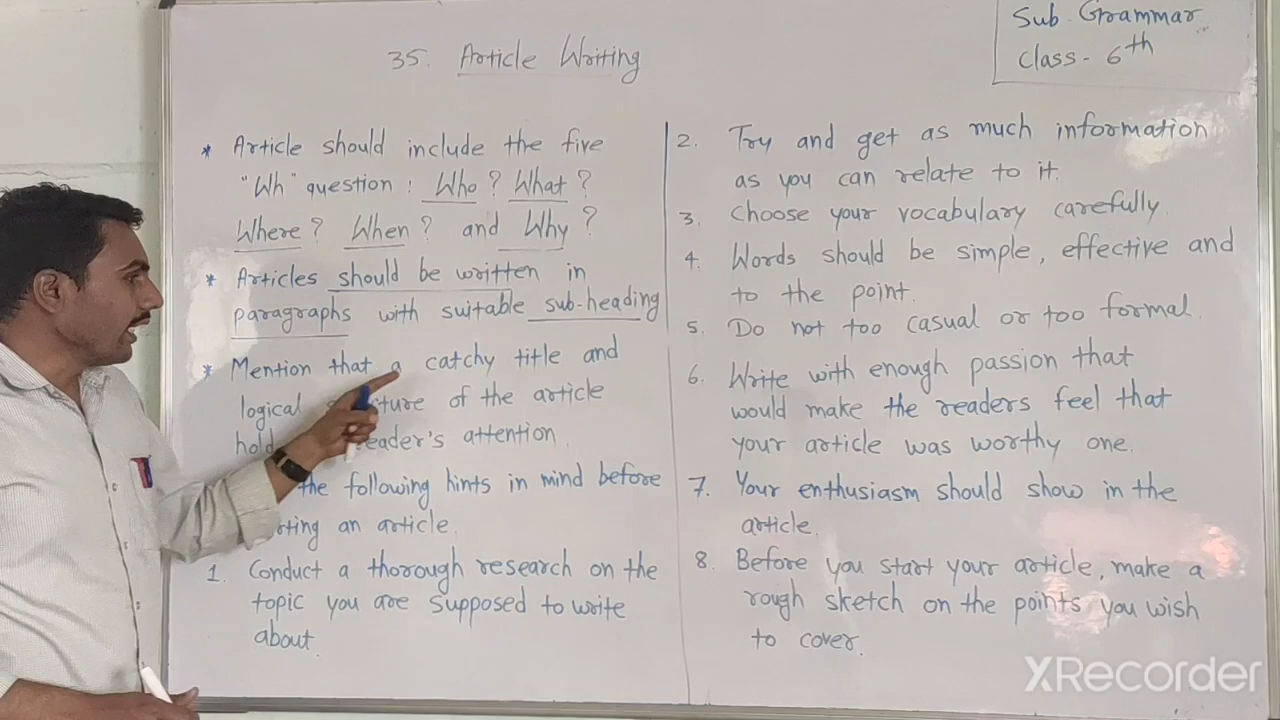 Sub. Grammar
Class - 6th
35. Article Writing
* Article should include the five
"Wh" question : Who ? What ?
Where ? When ? and Why ?
* Articles should be written in
paragraphs with suitable sub-heading
* Mention that a catchy title and
logical of the article
attention.
the following hints in mind before
an article.
1. Conduct a thorough research on the
topic you are supposed to write
about.
2. Try and get as much information
as you can relate to it.
3. Choose your vocabulary carefully.
4. Words should be simple, effective and
to the point.
5. Do not too casual or too formal.
6. Write with enough passion that
would make the readers feel that
your article was worthy one.
7. Your enthusiasm should show in the
article.
8. Before you start your article, make a
rough sketch on the points you wish
to cover.
XRecorder